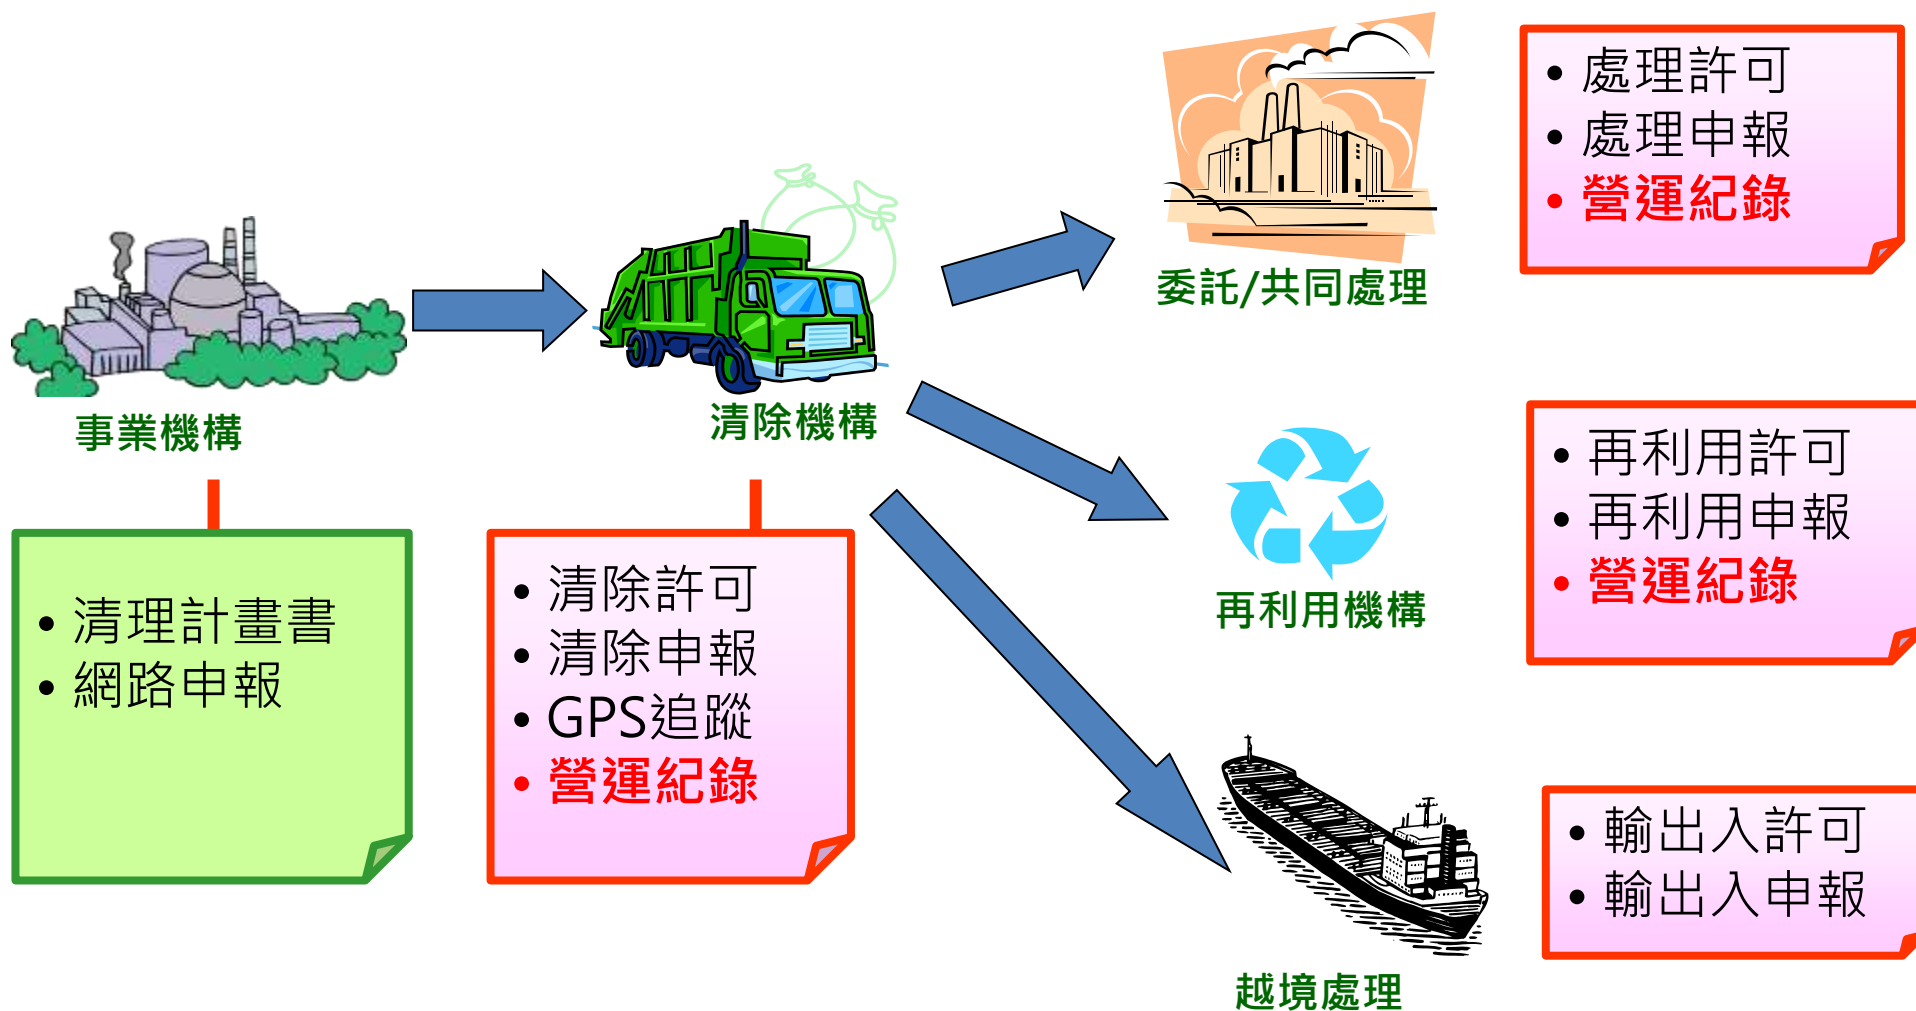 事業機構
• 清理計畫書
• 網路申報
清除機構
• 清除許可
• 清除申報
• GPS追蹤
• 營運紀錄
委託/共同處理
• 處理許可
• 處理申報
• 營運紀錄
再利用機構
• 再利用許可
• 再利用申報
• 營運紀錄
越境處理
• 輸出入許可
• 輸出入申報